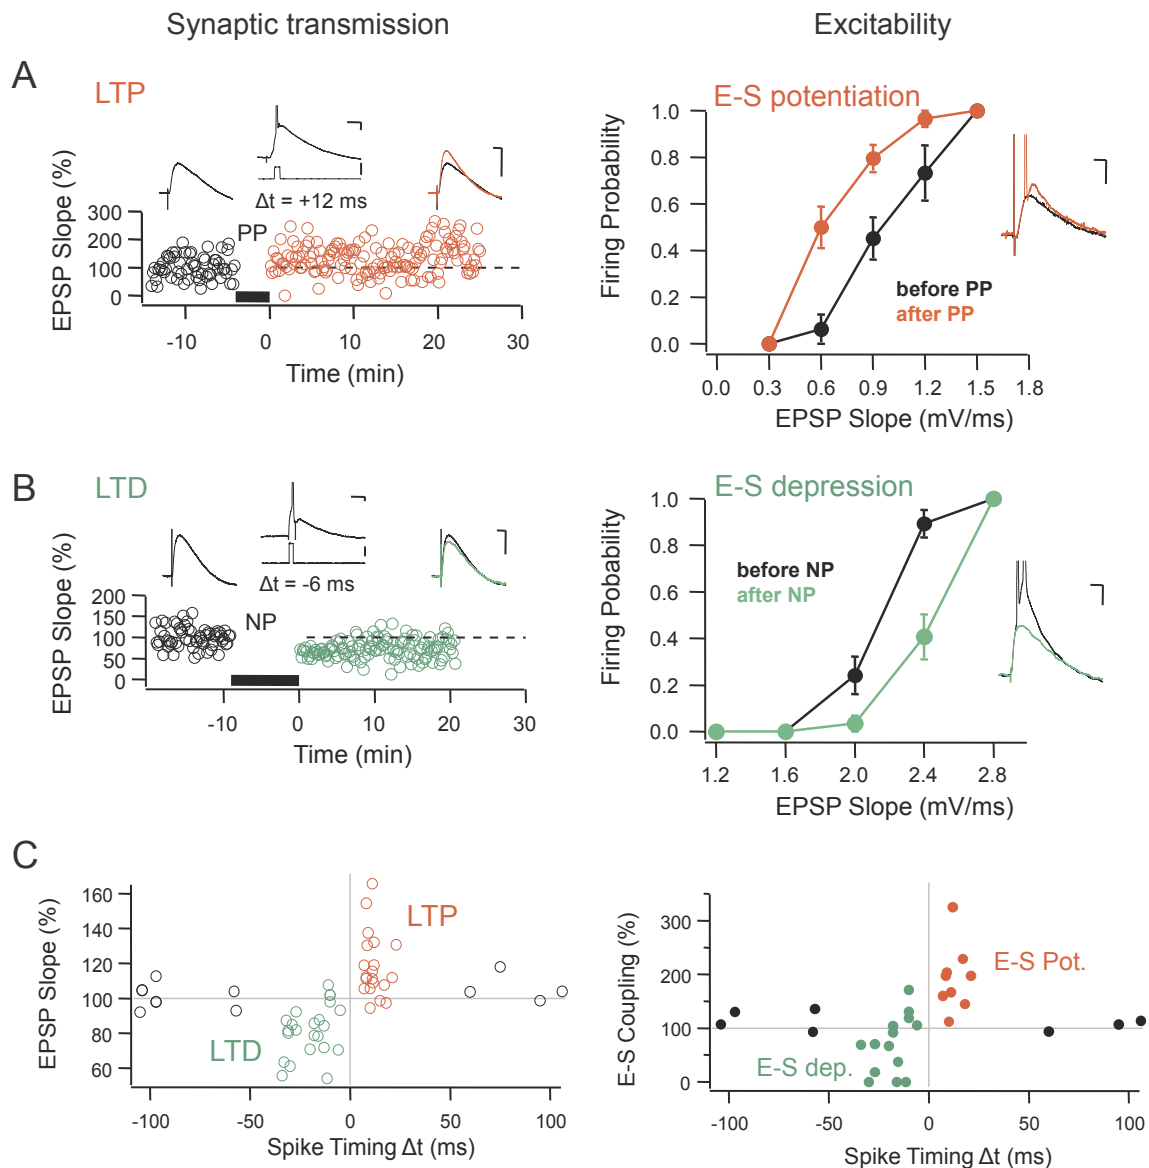 Synaptic transmission
Excitability
A
LTP
Δt = +12 ms
PP
EPSP Slope (%)
300
200
100
0
-10
0
10
20
30
Time (min)
E-S potentiation
Firing Probability
1.0
0.8
0.6
0.4
0.2
0.0
before PP
after PP
0.0
0.3
0.6
0.9
1.2
1.5
1.8
EPSP Slope (mV/ms)
B
LTD
Δt = -6 ms
NP
EPSP Slope (%)
200
150
100
50
0
-10
0
10
20
30
Time (min)
E-S depression
Firing Pobability
1.0
0.8
0.6
0.4
0.2
0.0
before NP
after NP
1.2
1.6
2.0
2.4
2.8
EPSP Slope (mV/ms)
C
EPSP Slope (%)
160
140
120
100
80
60
LTP
LTD
-100
-50
0
50
100
Spike Timing Δt (ms)
E-S Coupling (%)
300
200
100
0
E-S Pot.
E-S dep.
-100
-50
0
50
100
Spike Timing Δt (ms)